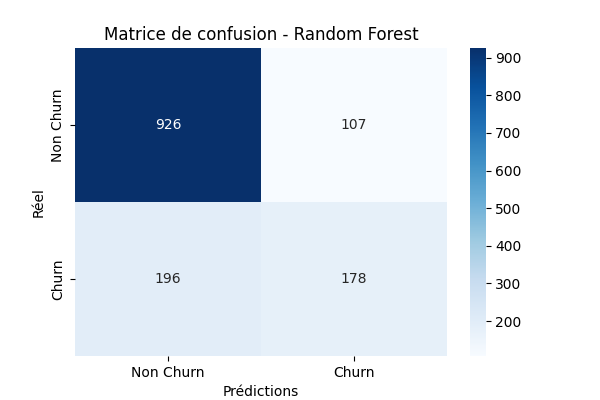 Matrice de confusion - Random Forest
Réel
Non Churn
926
107
Churn
196
178
Non Churn
Churn
Prédictions
900
800
700
600
500
400
300
200